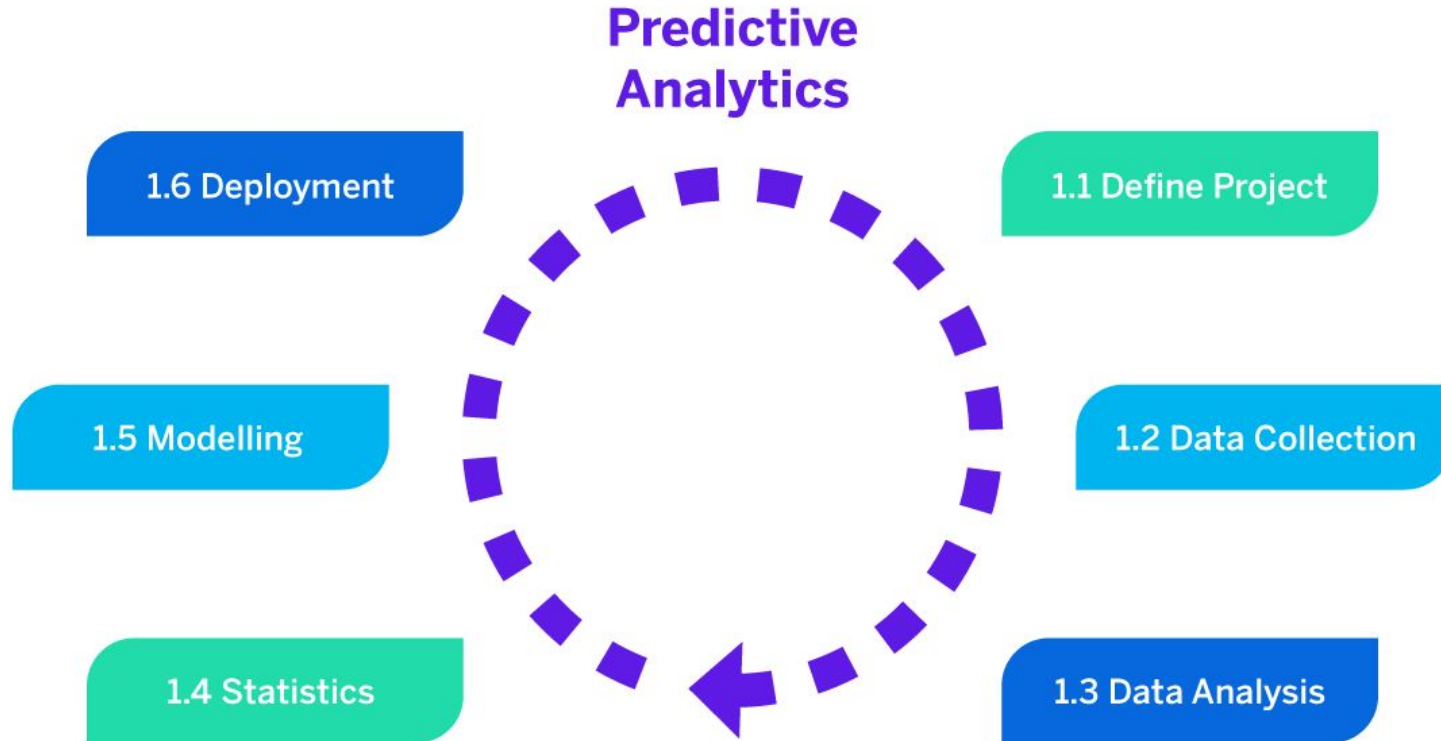 Predictive
Analytics
1.1 Define Project
1.2 Data Collection
1.3 Data Analysis
1.4 Statistics
1.5 Modelling
1.6 Deployment